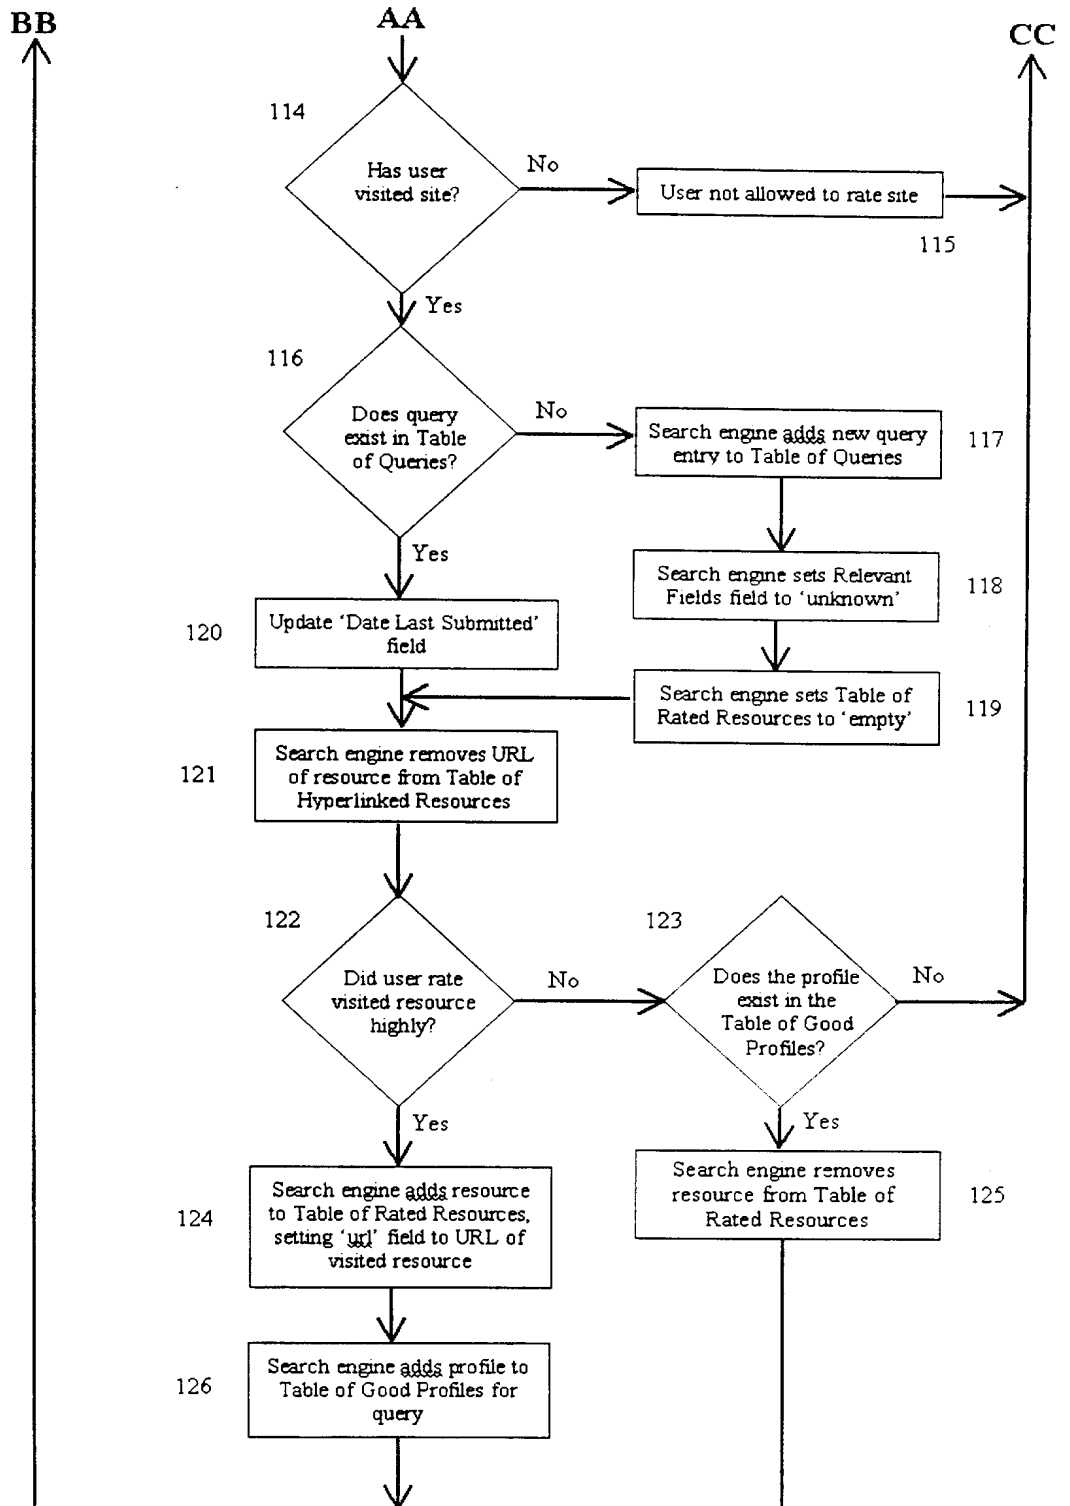 BB
AA
CC
114
Has user
visited site?
No
User not allowed to rate site
115
Yes
116
Does query
exist in Table
of Queries?
No
Search engine adds new query
entry to Table of Queries
117
Yes
Search engine sets Relevant
Fields field to ‘unknown’
118
120
Update ‘Date Last Submitted’
field
Search engine sets Table of
Rated Resources to ‘empty’
119
121
Search engine removes URL
of resource from Table of
Hyperlinked Resources
122
Did user rate
visited resource
highly?
No
123
Does the profile
exist in the
Table of Good
Profiles?
No
Yes
Yes
124
Search engine adds resource
to Table of Rated Resources,
setting ‘url’ field to URL of
visited resource
Search engine removes
resource from Table of
Rated Resources
125
126
Search engine adds profile to
Table of Good Profiles for
query